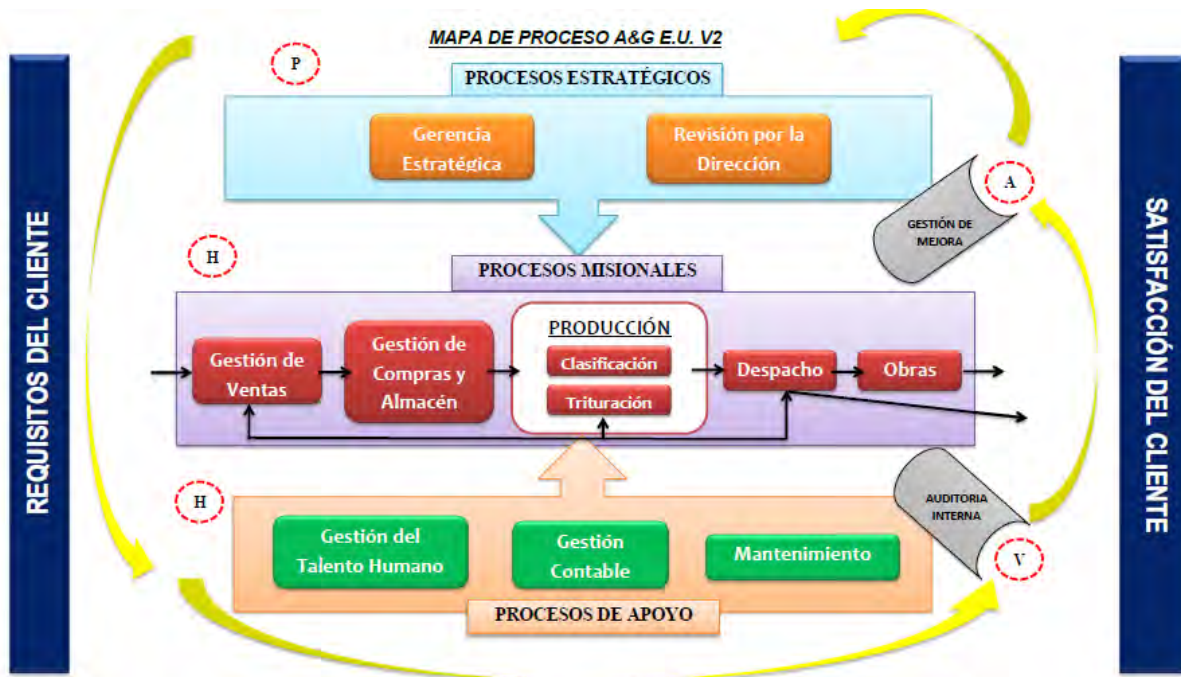 MAPA DE PROCESO A&G E.U. V2
P
PROCESOS ESTRATÉGICOS
Gerencia
Estratégica
Revisión por la
Dirección
A
GESTIÓN DE
MEJORA
REQUISITOS DEL CLIENTE
SATISFACCIÓN DEL CLIENTE
H
PROCESOS MISIONALES
Gestión de
Ventas
Gestión de
Compras y
Almacén
PRODUCCIÓN
Clasificación
Trituración
Despacho
Obras
H
Gestión del
Talento Humano
Gestión
Contable
Mantenimiento
AUDITORIA
INTERNA
V
PROCESOS DE APOYO